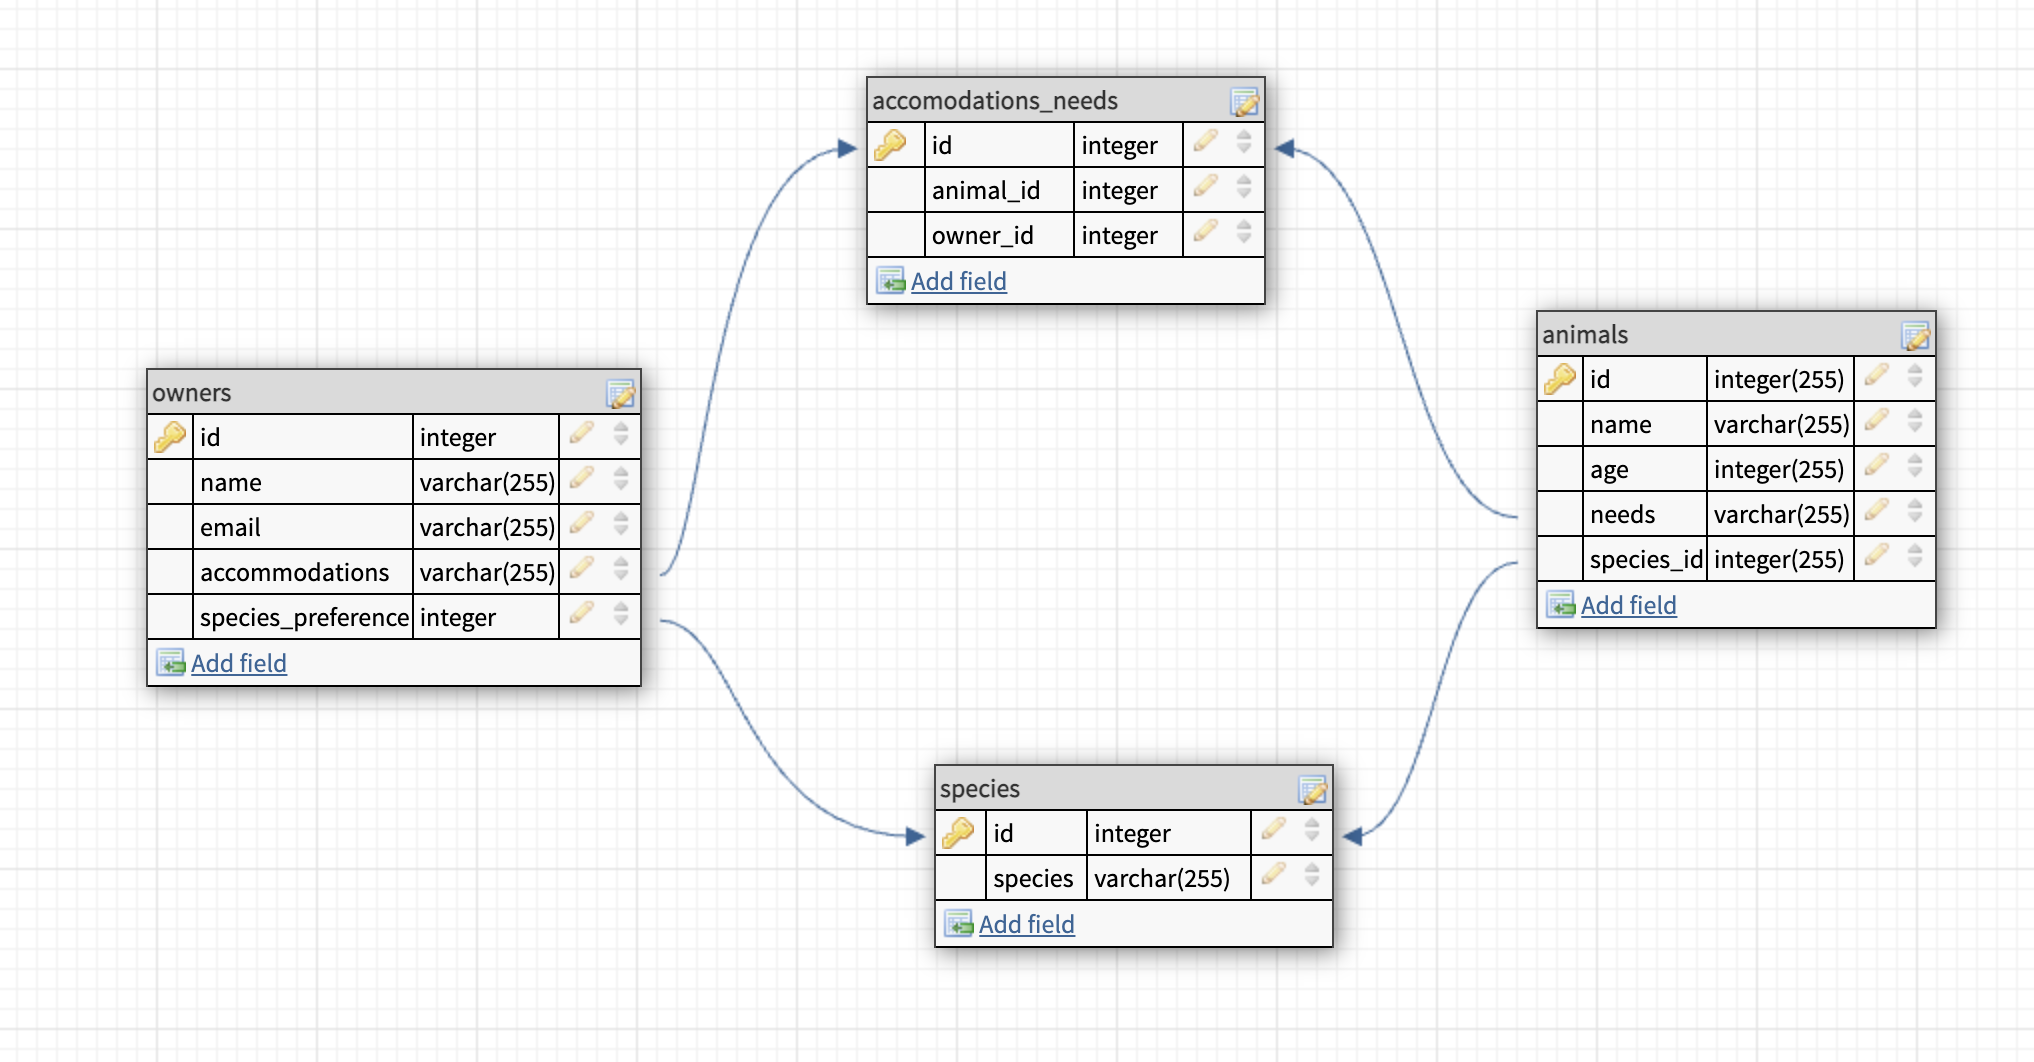 accomodations_needs
id integer
animal_id integer
owner_id integer
Add field
owners
id integer
name varchar(255)
email varchar(255)
accommodations varchar(255)
species_preference integer
Add field
animals
id integer(255)
name varchar(255)
age integer(255)
needs varchar(255)
species_id integer(255)
Add field
species
id integer
species varchar(255)
Add field